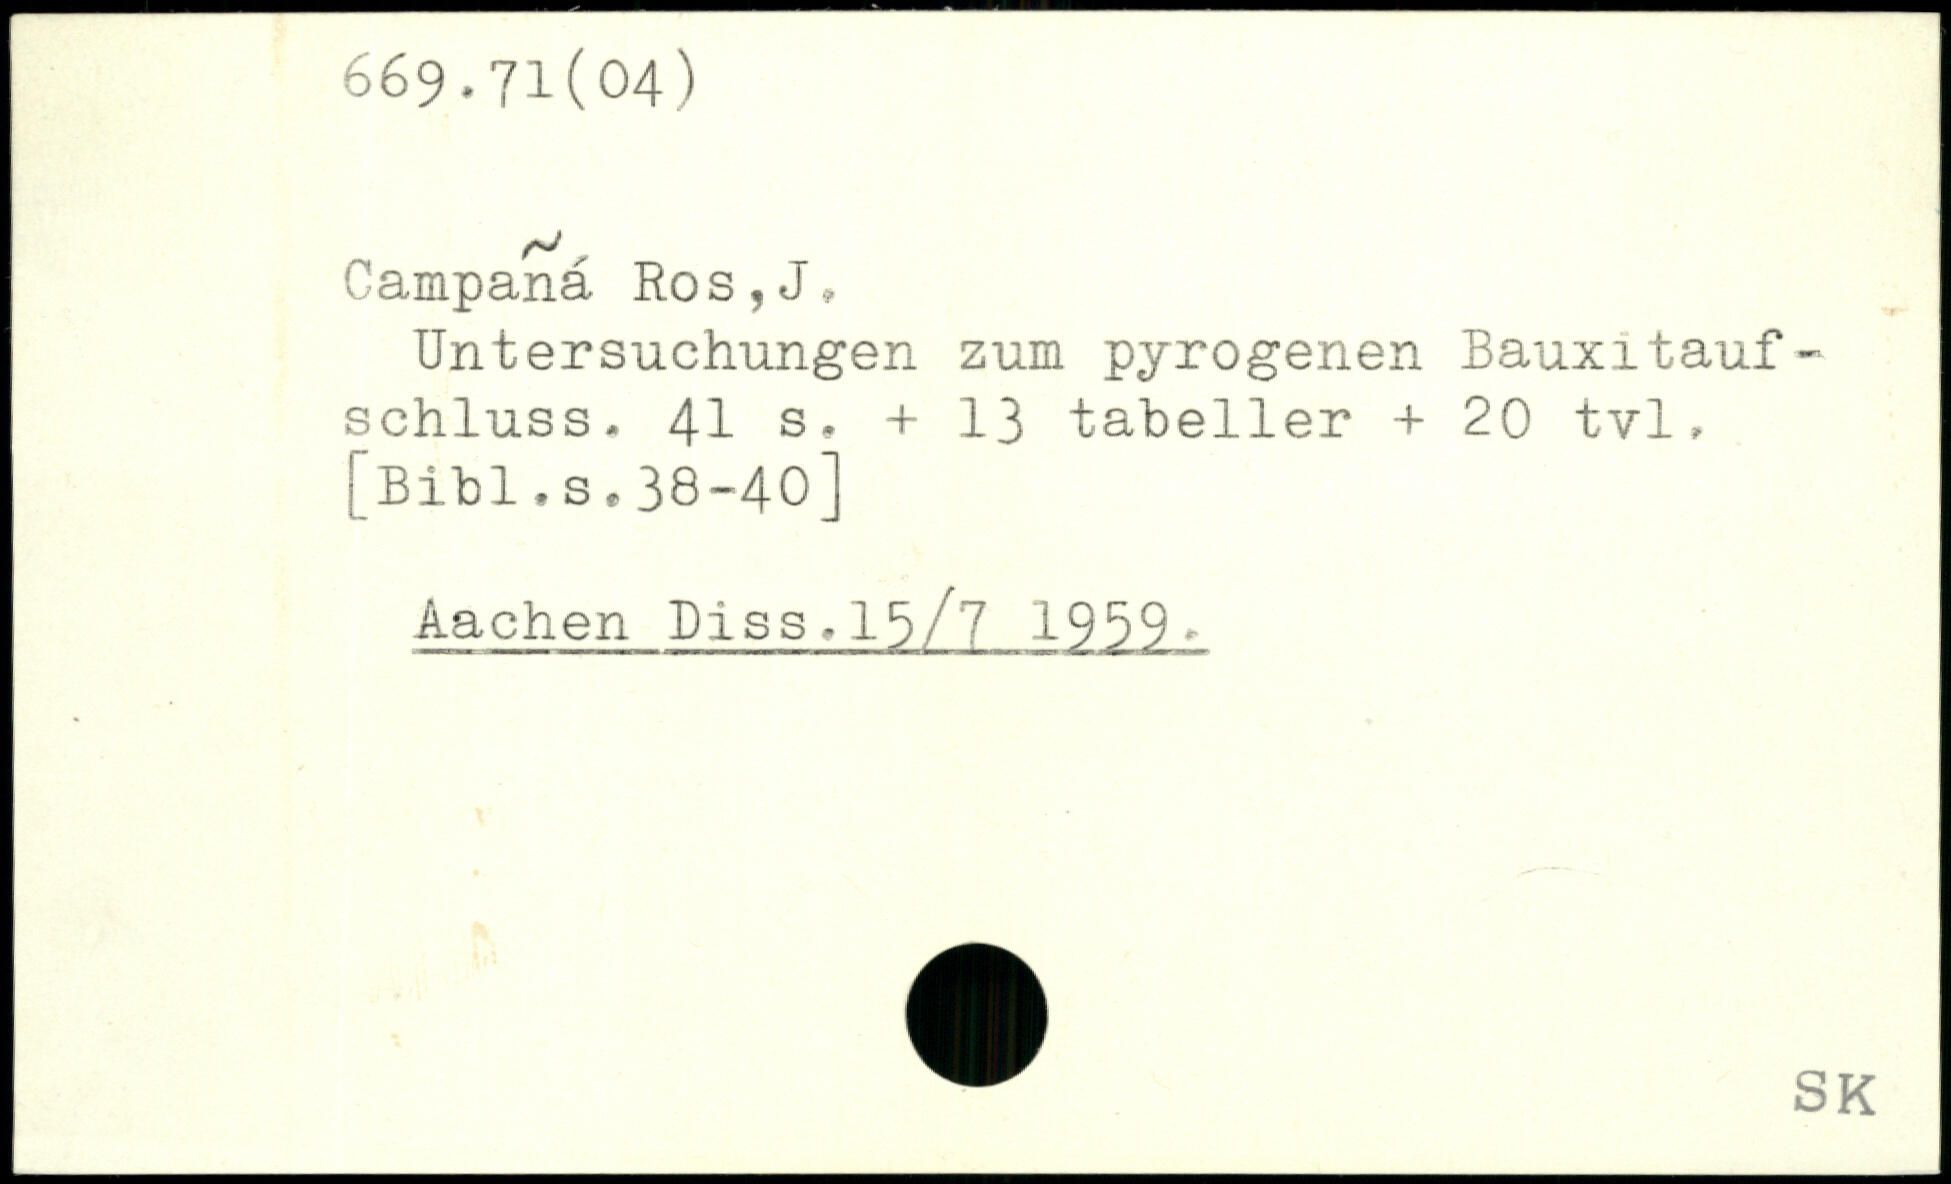 669.71(04)
Campañá Ros,J.
Untersuchungen zum pyrogenen Bauxitauf-
schluss. 41 s. + 13 tabeller + 20 tvl.
[Bibl.s.38-40]
Aachen Diss.15/7 1959.
SK